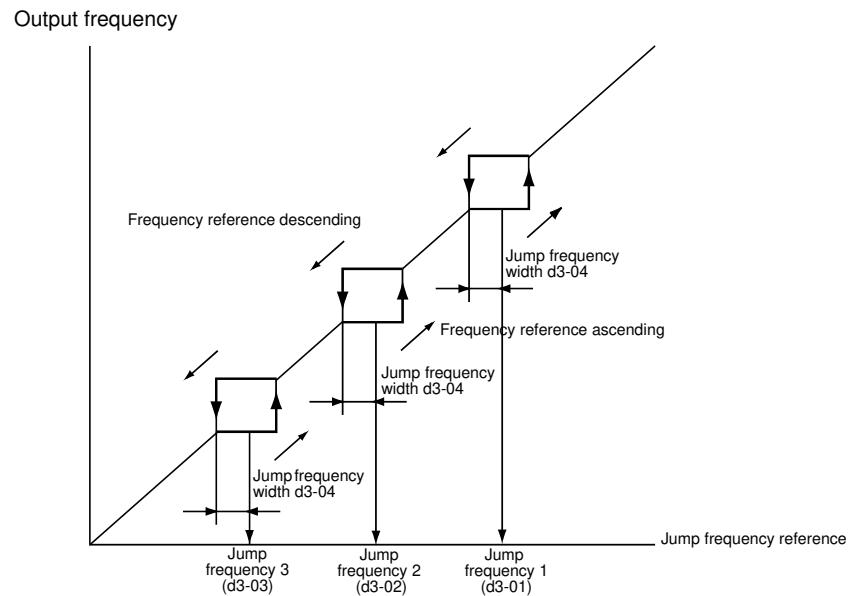 Output frequency
Frequency reference descending
Jump frequency
width d3-04
Frequency reference ascending
Jump frequency
width d3-04
Jump frequency
width d3-04
Jump frequency reference
Jump
frequency 3
(d3-03)
Jump
frequency 2
(d3-02)
Jump
frequency 1
(d3-01)